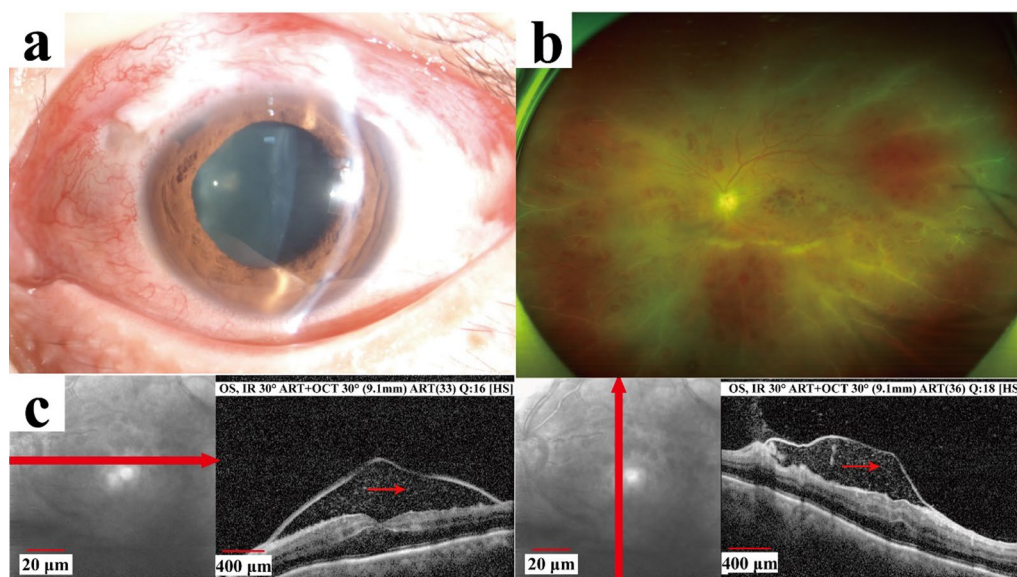 a
b
c
OS, IR 30° ART+OCT 30° (9.1mm) ART(33) Q:16 [HS]
20 μm
400 μm
OS, IR 30° ART+OCT 30° (9.1mm) ART(36) Q:18 [HS
20 μm
400 μm